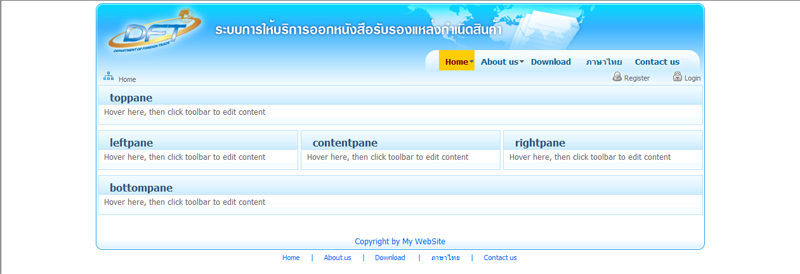 DFT
DEPARTMENT OF FOREIGN TRADE
ระบบการให้บริการออกหนังสือรับรองแหล่งกำเนิดสินค้า
Home About us Download ภาษาไทย Contact us
Home Register Login
toppane
Hover here, then click toolbar to edit content
leftpane contentpane rightpane
Hover here, then click toolbar to edit content Hover here, then click toolbar to edit content Hover here, then click toolbar to edit content
bottompane
Hover here, then click toolbar to edit content
Copyright by My WebSite
Home | About us | Download | ภาษาไทย | Contact us